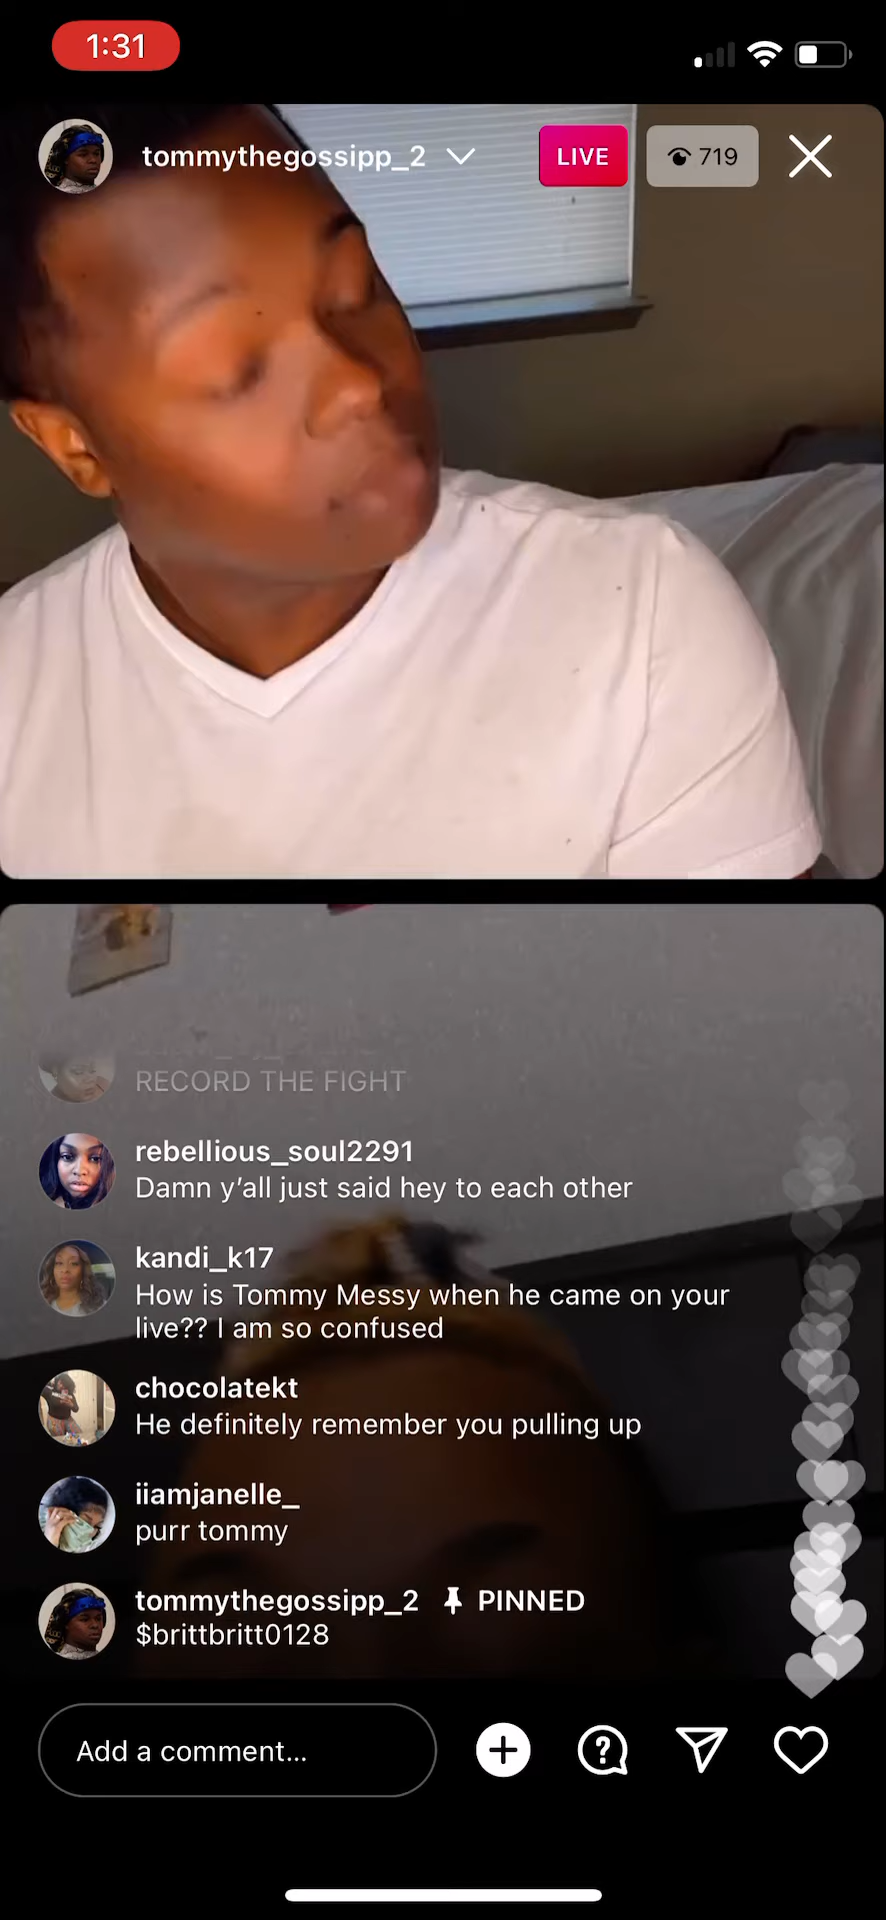 1:31
tommythegossipp_2
LIVE
719
RECORD THE FIGHT
rebellious_soul2291
Damn y’all just said hey to each other
kandi_k17
How is Tommy Messy when he came on your
live?? I am so confused
chocolatekt
He definitely remember you pulling up
iiamjanelle_
purr tommy
tommythegossipp_2 PINNED
$brittbritt0128
Add a comment...